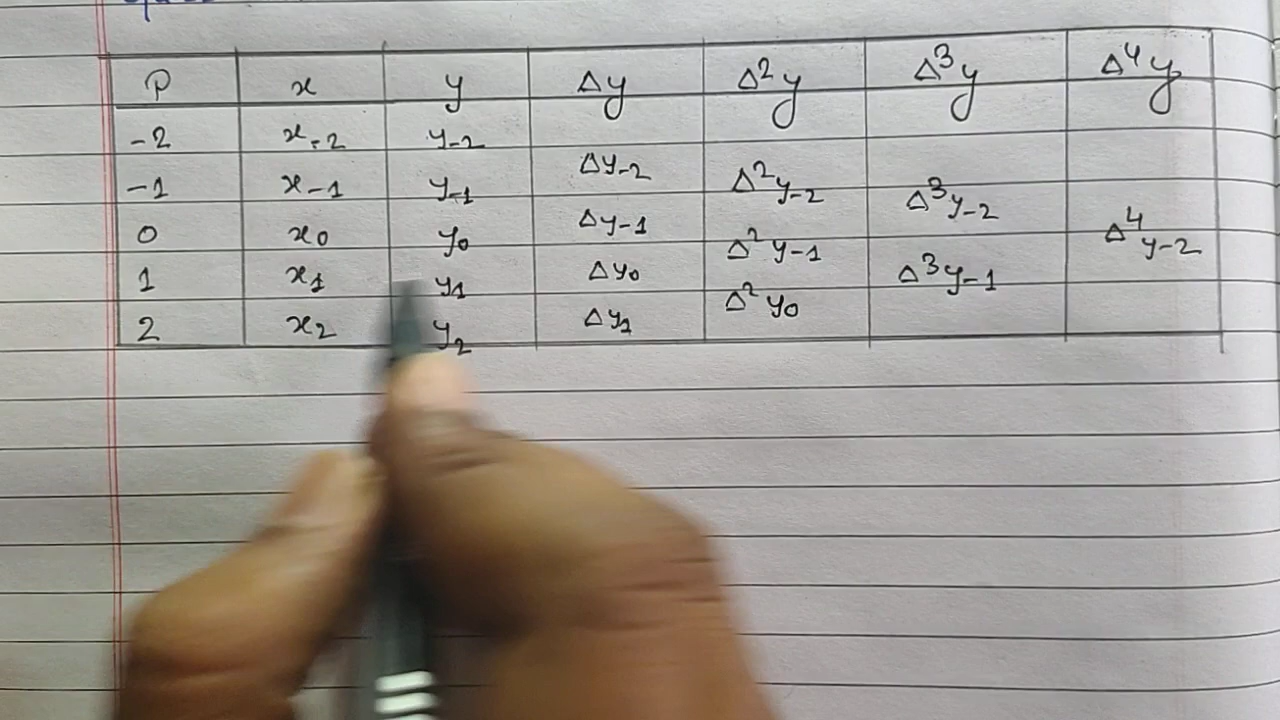 P x y Δy Δ²y Δ³y Δ⁴y
-2 x₋₂ y₋₂
Δy₋₂
-1 x₋₁ y₋₁ Δ²y₋₂
Δy₋₁ Δ³y₋₂
0 x₀ y₀ Δ²y₋₁ Δ⁴y₋₂
Δy₀ Δ³y₋₁
1 x₁ y₁ Δ²y₀
Δy₁
2 x₂ y₂